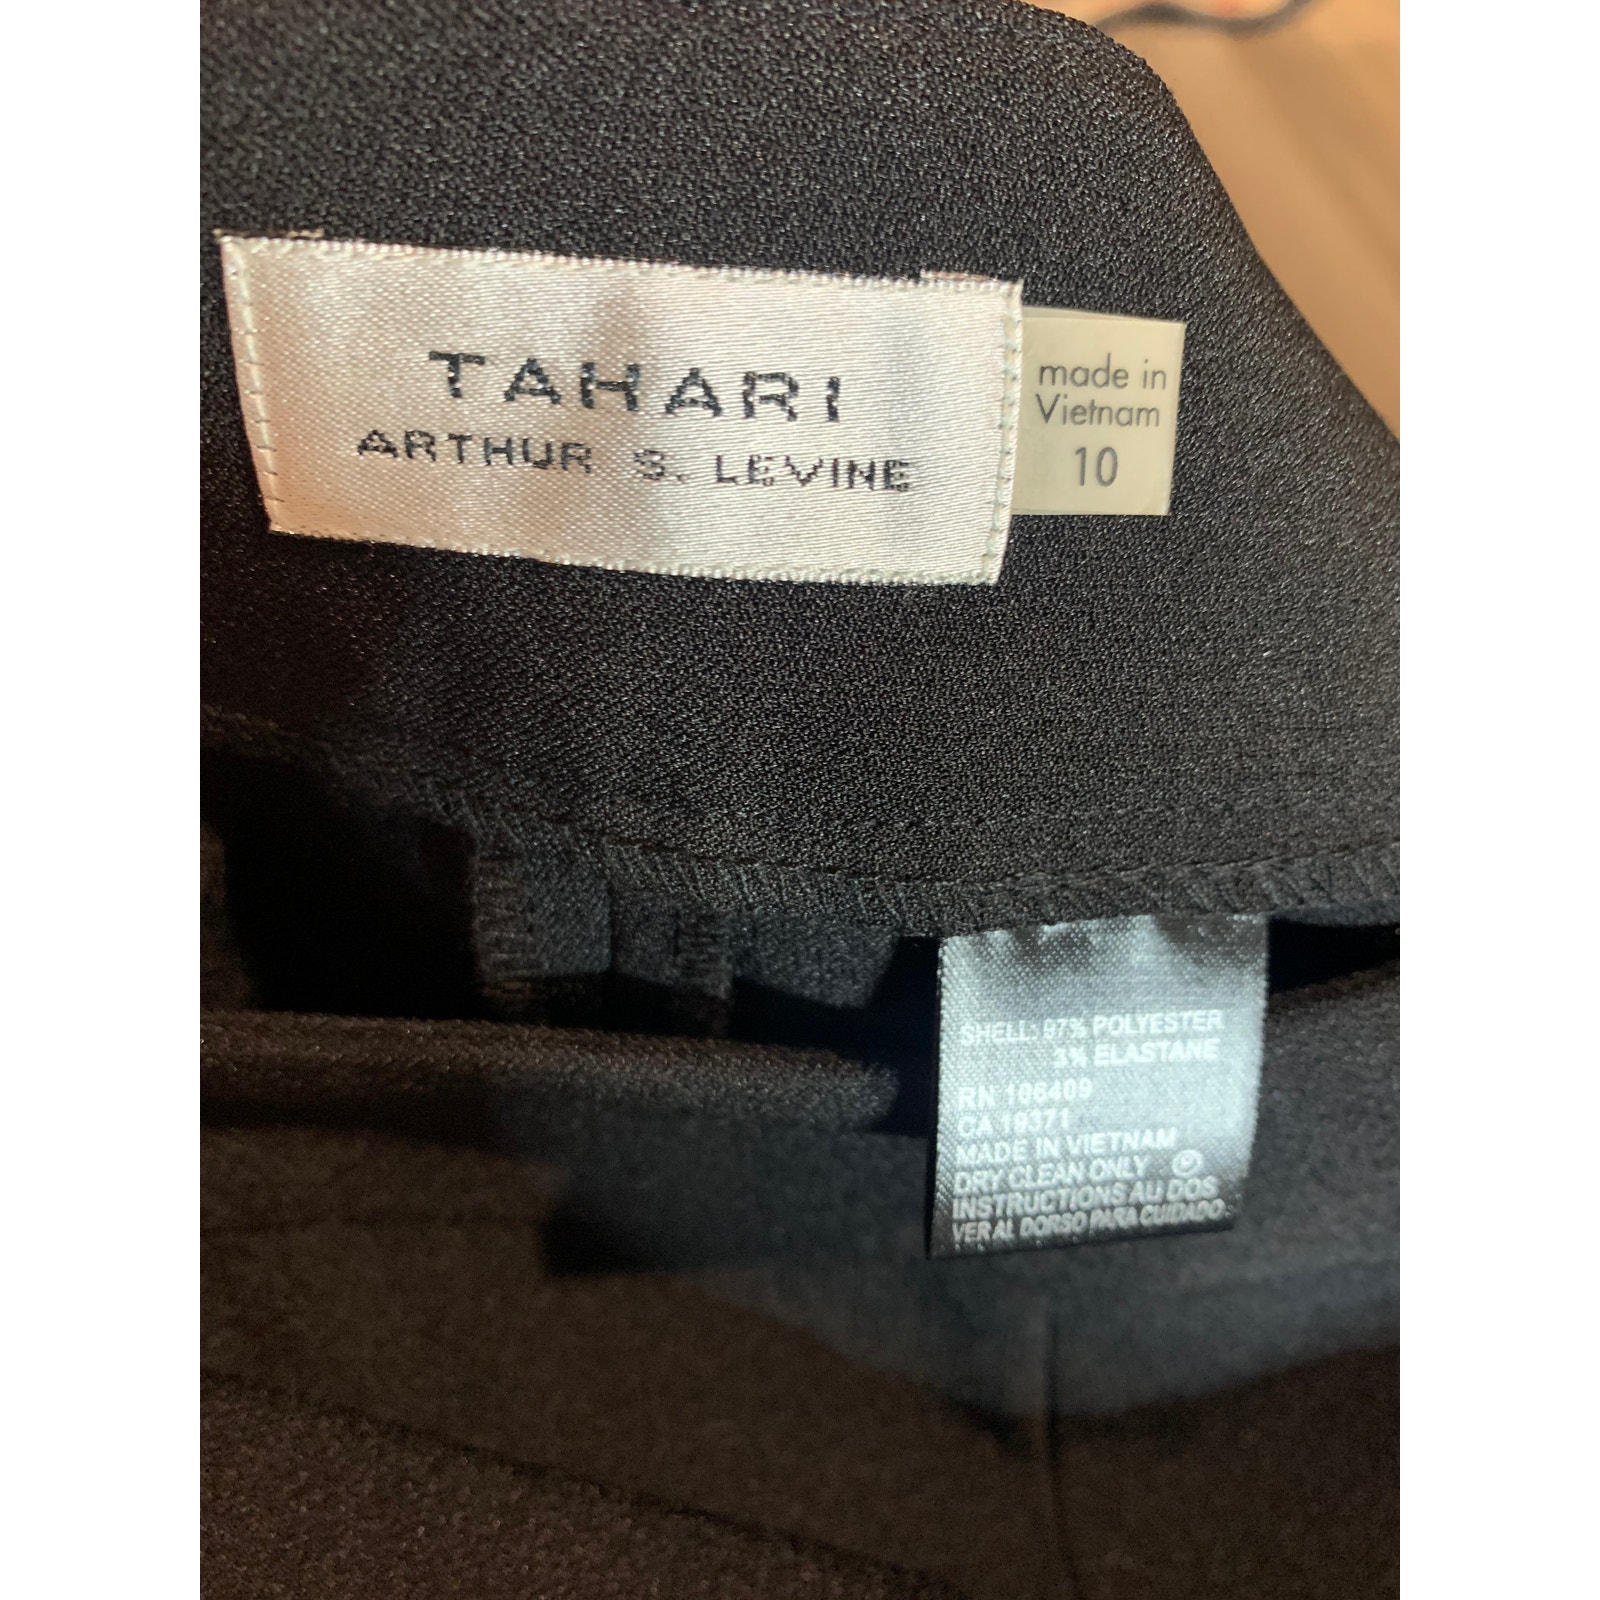 TAHARI
ARTHUR S. LEVINE
made in
Vietnam
10
SHELL: 97% POLYESTER
3% ELASTANE
RN 106409
CA 19371
MADE IN VIETNAM
DRY CLEAN ONLY Ⓟ
INSTRUCTIONS AU DOS
VER AL DORSO PARA CUIDADO